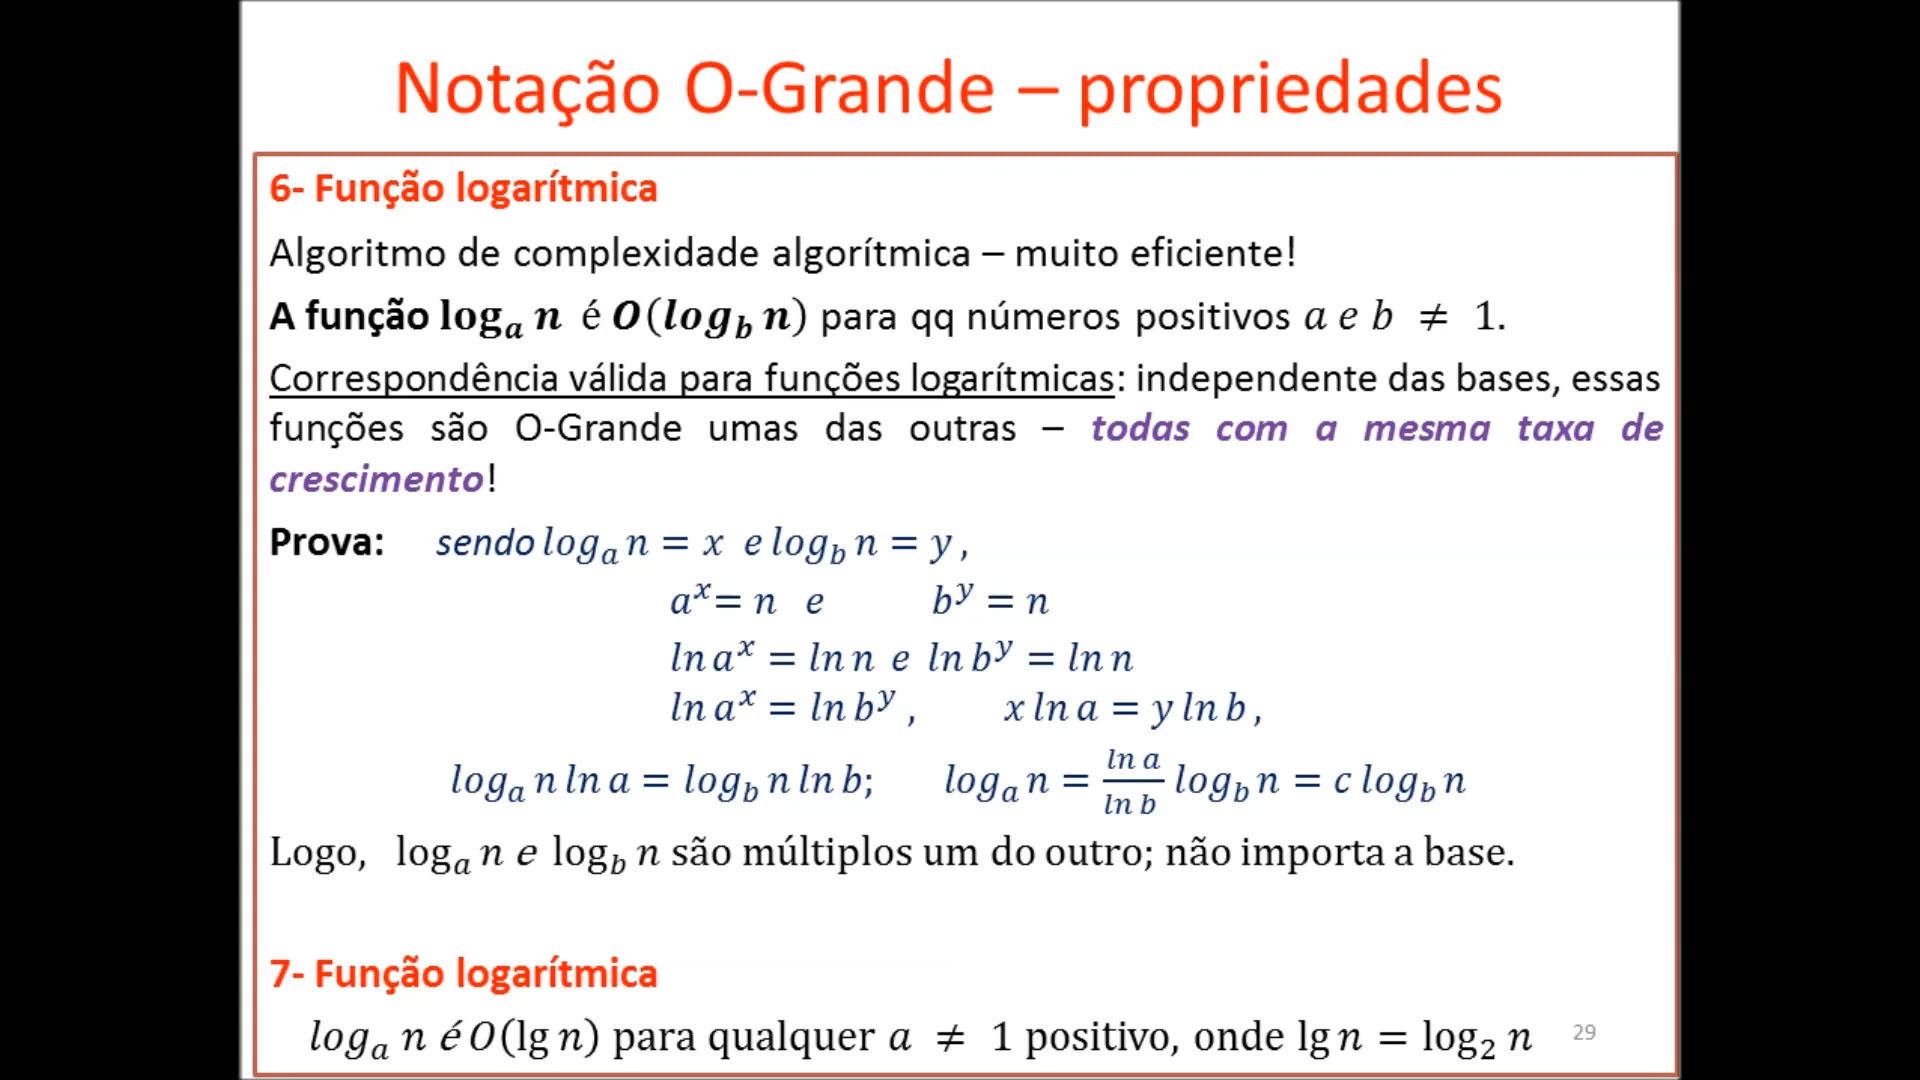 Notação O-Grande – propriedades
6- Função logarítmica
Algoritmo de complexidade algorítmica – muito eficiente!
A função logₐ n é O(log_b n) para qq números positivos a e b ≠ 1.
Correspondência válida para funções logarítmicas: independente das bases, essas
funções são O-Grande umas das outras – todas com a mesma taxa de
crescimento!
Prova: sendo logₐ n = x e log_b n = y ,
a^x = n e b^y = n
ln a^x = ln n e ln b^y = ln n
ln a^x = ln b^y , x ln a = y ln b ,
logₐ n ln a = log_b n ln b; logₐ n = ln a / ln b log_b n = c log_b n
Logo, logₐ n e log_b n são múltiplos um do outro; não importa a base.
7- Função logarítmica
logₐ n é O(lg n) para qualquer a ≠ 1 positivo, onde lg n = log₂ n 29